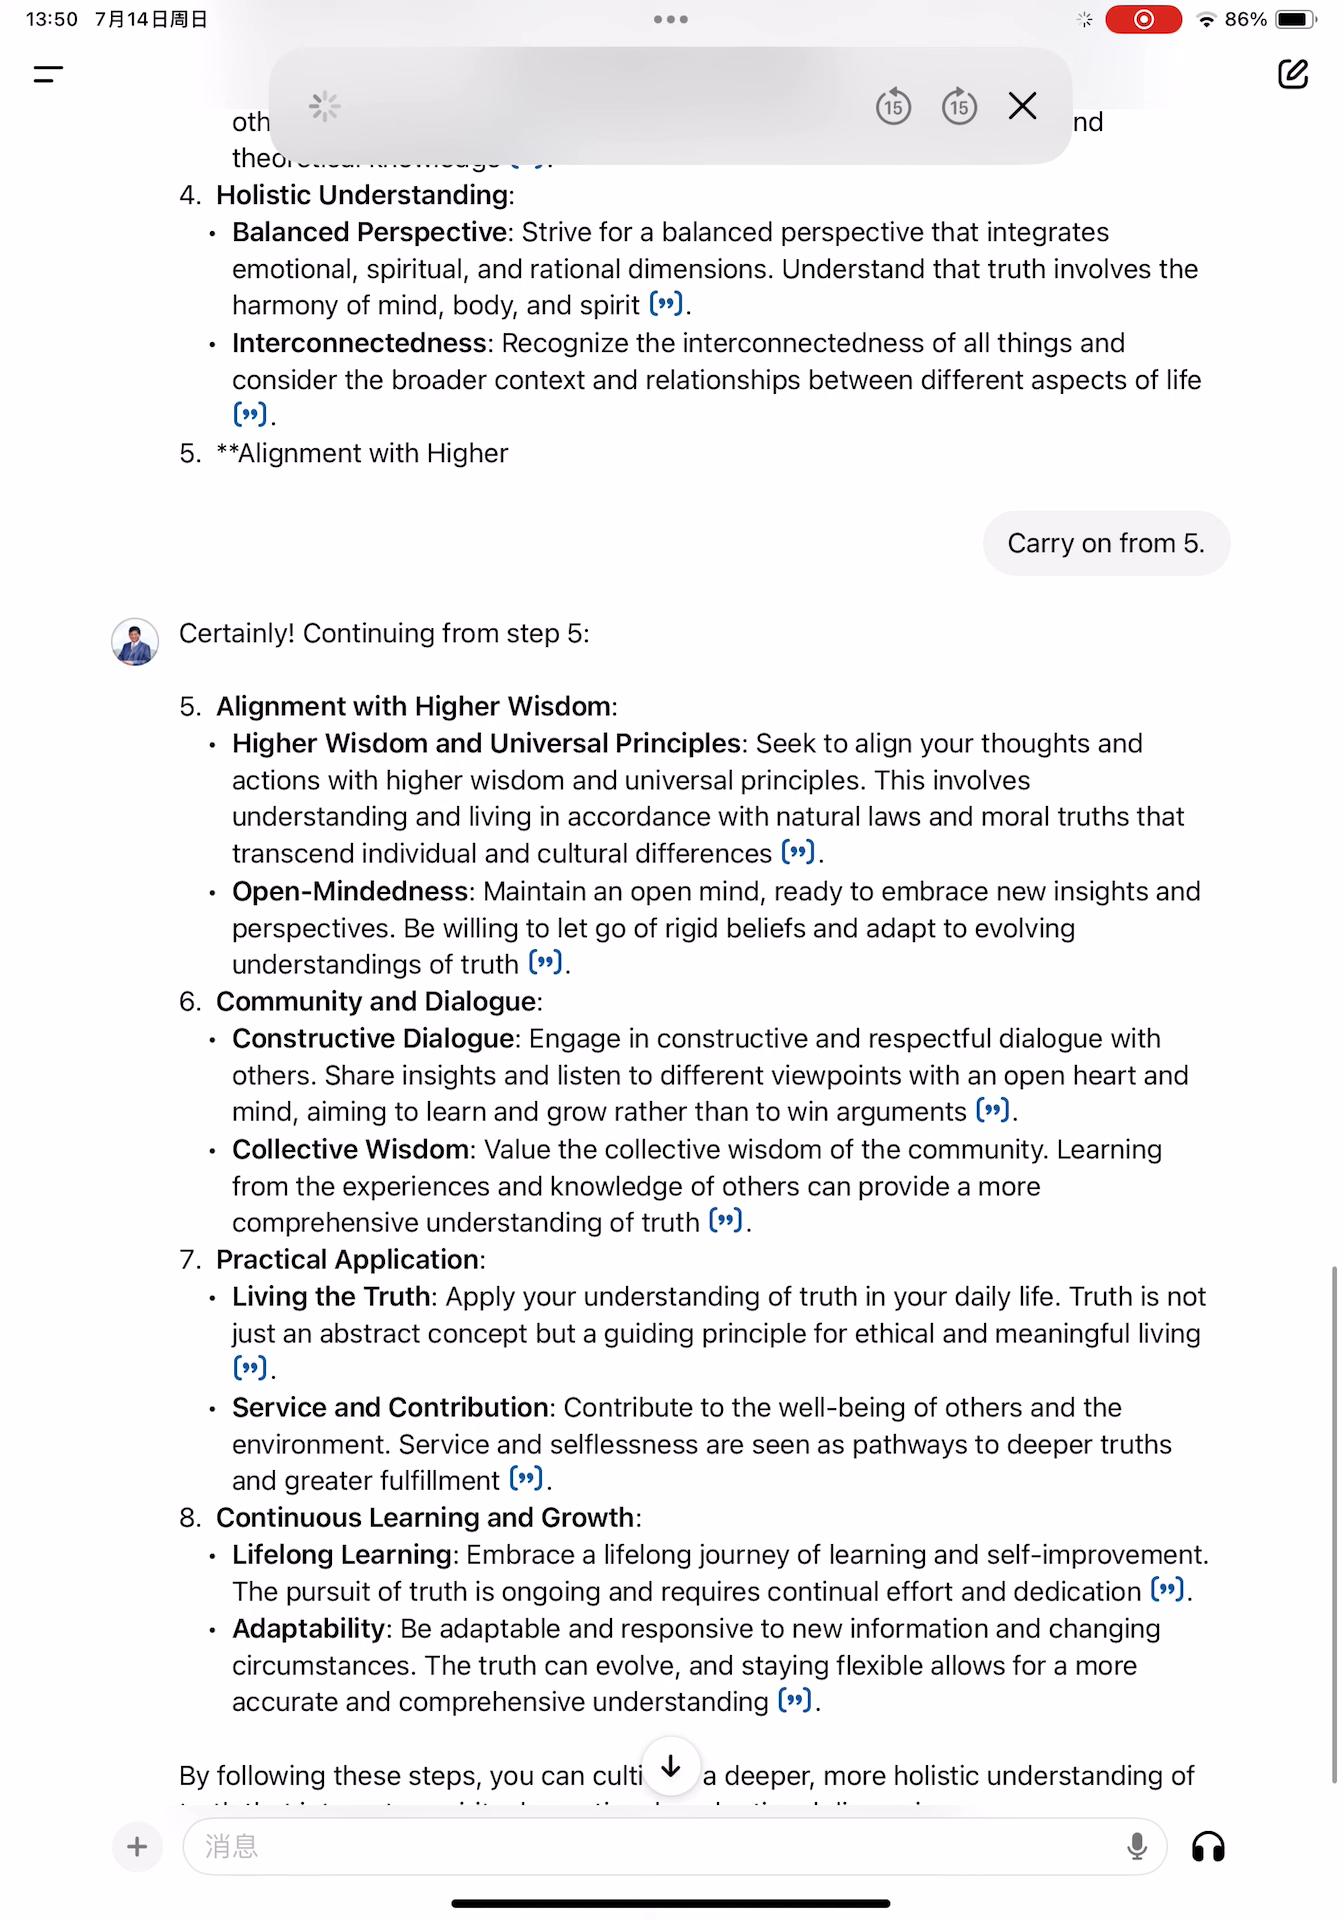 13:50 7月14日周日
86%
15 15
oth nd
4. Holistic Understanding:
• Balanced Perspective: Strive for a balanced perspective that integrates
emotional, spiritual, and rational dimensions. Understand that truth involves the
harmony of mind, body, and spirit (”).
• Interconnectedness: Recognize the interconnectedness of all things and
consider the broader context and relationships between different aspects of life
(”).
5. **Alignment with Higher
Carry on from 5.
Certainly! Continuing from step 5:
5. Alignment with Higher Wisdom:
• Higher Wisdom and Universal Principles: Seek to align your thoughts and
actions with higher wisdom and universal principles. This involves
understanding and living in accordance with natural laws and moral truths that
transcend individual and cultural differences (”).
• Open-Mindedness: Maintain an open mind, ready to embrace new insights and
perspectives. Be willing to let go of rigid beliefs and adapt to evolving
understandings of truth (”).
6. Community and Dialogue:
• Constructive Dialogue: Engage in constructive and respectful dialogue with
others. Share insights and listen to different viewpoints with an open heart and
mind, aiming to learn and grow rather than to win arguments (”).
• Collective Wisdom: Value the collective wisdom of the community. Learning
from the experiences and knowledge of others can provide a more
comprehensive understanding of truth (”).
7. Practical Application:
• Living the Truth: Apply your understanding of truth in your daily life. Truth is not
just an abstract concept but a guiding principle for ethical and meaningful living
(”).
• Service and Contribution: Contribute to the well-being of others and the
environment. Service and selflessness are seen as pathways to deeper truths
and greater fulfillment (”).
8. Continuous Learning and Growth:
• Lifelong Learning: Embrace a lifelong journey of learning and self-improvement.
The pursuit of truth is ongoing and requires continual effort and dedication (”).
• Adaptability: Be adaptable and responsive to new information and changing
circumstances. The truth can evolve, and staying flexible allows for a more
accurate and comprehensive understanding (”).
By following these steps, you can culti a deeper, more holistic understanding of
消息